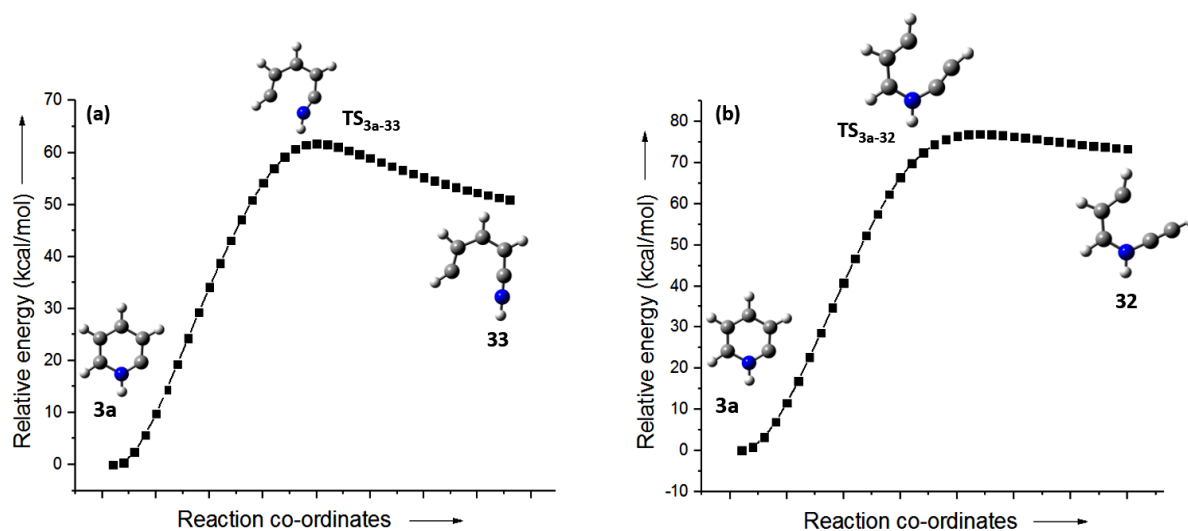 (a)
70
60
50
40
30
20
10
0
Relative energy (kcal/mol)
Reaction co-ordinates
3a
TS3a-33
33
(b)
80
70
60
50
40
30
20
10
0
-10
Relative energy (kcal/mol)
Reaction co-ordinates
3a
TS3a-32
32